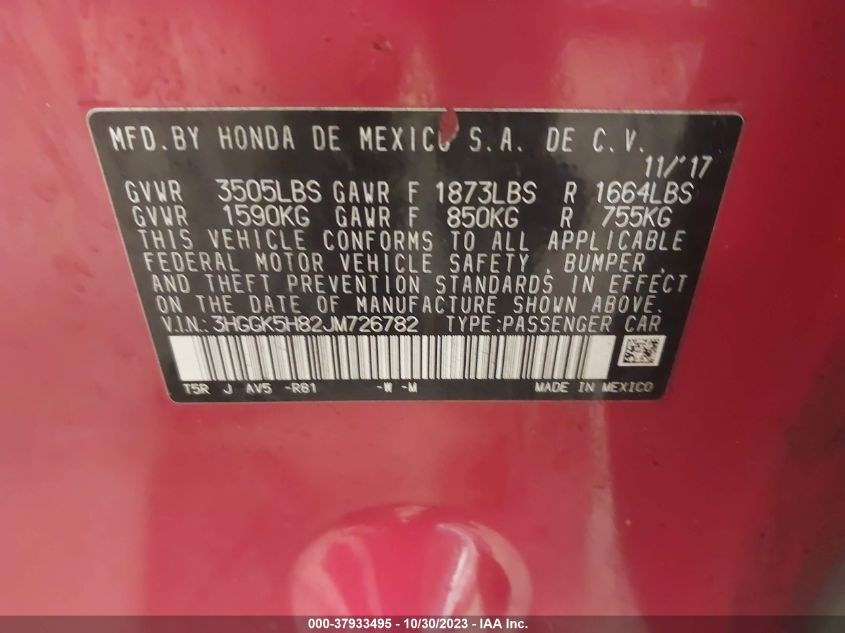 MFD.BY HONDA DE MEXICO S.A. DE C.V.
11/'17
GVWR 3505LBS GAWR F 1873LBS R 1664LBS
GVWR 1590KG GAWR F 850KG R 755KG
THIS VEHICLE CONFORMS TO ALL APPLICABLE
FEDERAL MOTOR VEHICLE SAFETY , BUMPER ,
AND THEFT PREVENTION STANDARDS IN EFFECT
ON THE DATE OF MANUFACTURE SHOWN ABOVE.
V.I.N.: 3HGGK5H82JM726782 TYPE:PASSENGER CAR
T5R J AV5 -R81 -W -M MADE IN MEXICO
000-37933495 - 10/30/2023 - IAA Inc.